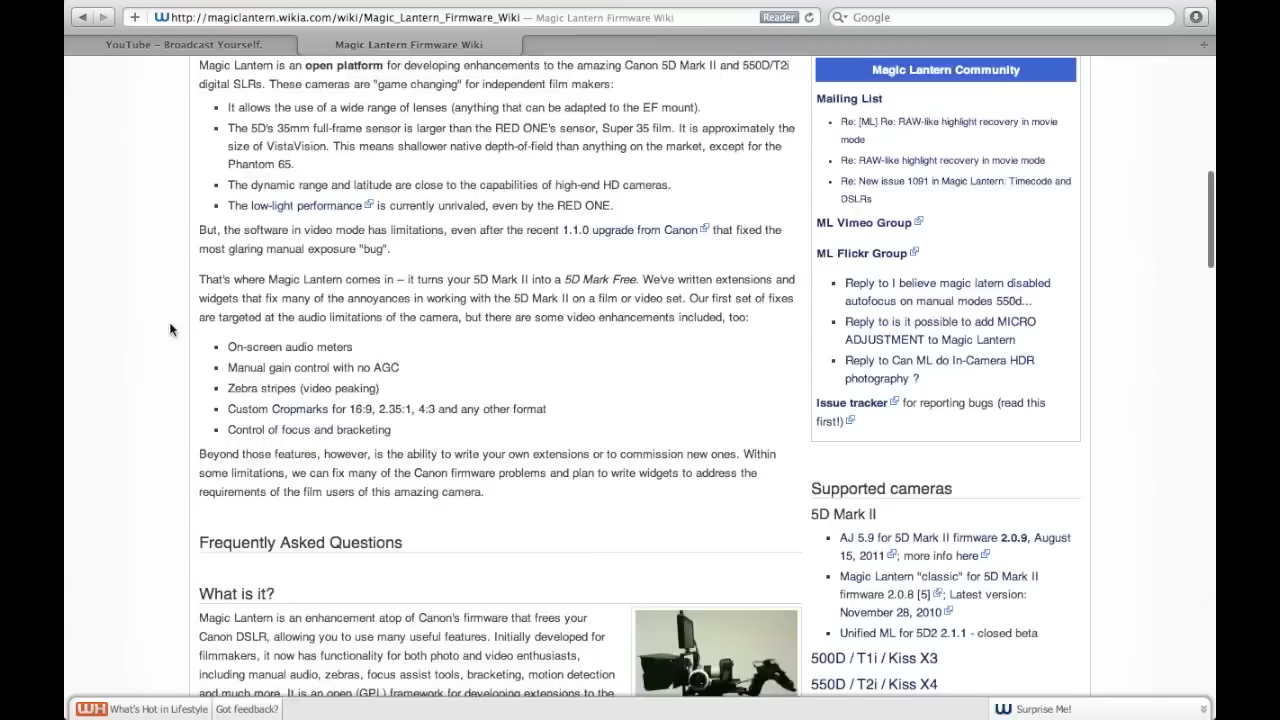 http://magiclantern.wikia.com/wiki/Magic_Lantern_Firmware_Wiki — Magic Lantern Firmware Wiki
Reader
Google
YouTube – Broadcast Yourself.
Magic Lantern Firmware Wiki
Magic Lantern is an open platform for developing enhancements to the amazing Canon 5D Mark II and 550D/T2i
digital SLRs. These cameras are "game changing" for independent film makers:
It allows the use of a wide range of lenses (anything that can be adapted to the EF mount).
The 5D's 35mm full-frame sensor is larger than the RED ONE's sensor, Super 35 film. It is approximately the
size of VistaVision. This means shallower native depth-of-field than anything on the market, except for the
Phantom 65.
The dynamic range and latitude are close to the capabilities of high-end HD cameras.
The low-light performance is currently unrivaled, even by the RED ONE.
But, the software in video mode has limitations, even after the recent 1.1.0 upgrade from Canon that fixed the
most glaring manual exposure "bug".
That's where Magic Lantern comes in – it turns your 5D Mark II into a 5D Mark Free. We've written extensions and
widgets that fix many of the annoyances in working with the 5D Mark II on a film or video set. Our first set of fixes
are targeted at the audio limitations of the camera, but there are some video enhancements included, too:
On-screen audio meters
Manual gain control with no AGC
Zebra stripes (video peaking)
Custom Cropmarks for 16:9, 2.35:1, 4:3 and any other format
Control of focus and bracketing
Beyond those features, however, is the ability to write your own extensions or to commission new ones. Within
some limitations, we can fix many of the Canon firmware problems and plan to write widgets to address the
requirements of the film users of this amazing camera.
Frequently Asked Questions
What is it?
Magic Lantern is an enhancement atop of Canon's firmware that frees your
Canon DSLR, allowing you to use many useful features. Initially developed for
filmmakers, it now has functionality for both photo and video enthusiasts,
including manual audio, zebras, focus assist tools, bracketing, motion detection
and much more. It is an open (GPL) framework for developing extensions to the
Magic Lantern Community
Mailing List
Re: [ML] Re: RAW-like highlight recovery in movie
mode
Re: RAW-like highlight recovery in movie mode
Re: New issue 1091 in Magic Lantern: Timecode and
DSLRs
ML Vimeo Group
ML Flickr Group
Reply to I believe magic latern disabled
autofocus on manual modes 550d...
Reply to is it possible to add MICRO
ADJUSTMENT to Magic Lantern
Reply to Can ML do In-Camera HDR
photography ?
Issue tracker for reporting bugs (read this
first!)
Supported cameras
5D Mark II
AJ 5.9 for 5D Mark II firmware 2.0.9, August
15, 2011; more info here
Magic Lantern "classic" for 5D Mark II
firmware 2.0.8 [5]; Latest version:
November 28, 2010
Unified ML for 5D2 2.1.1 - closed beta
500D / T1i / Kiss X3
550D / T2i / Kiss X4
WH What's Hot in Lifestyle
Got feedback?
Surprise Me!